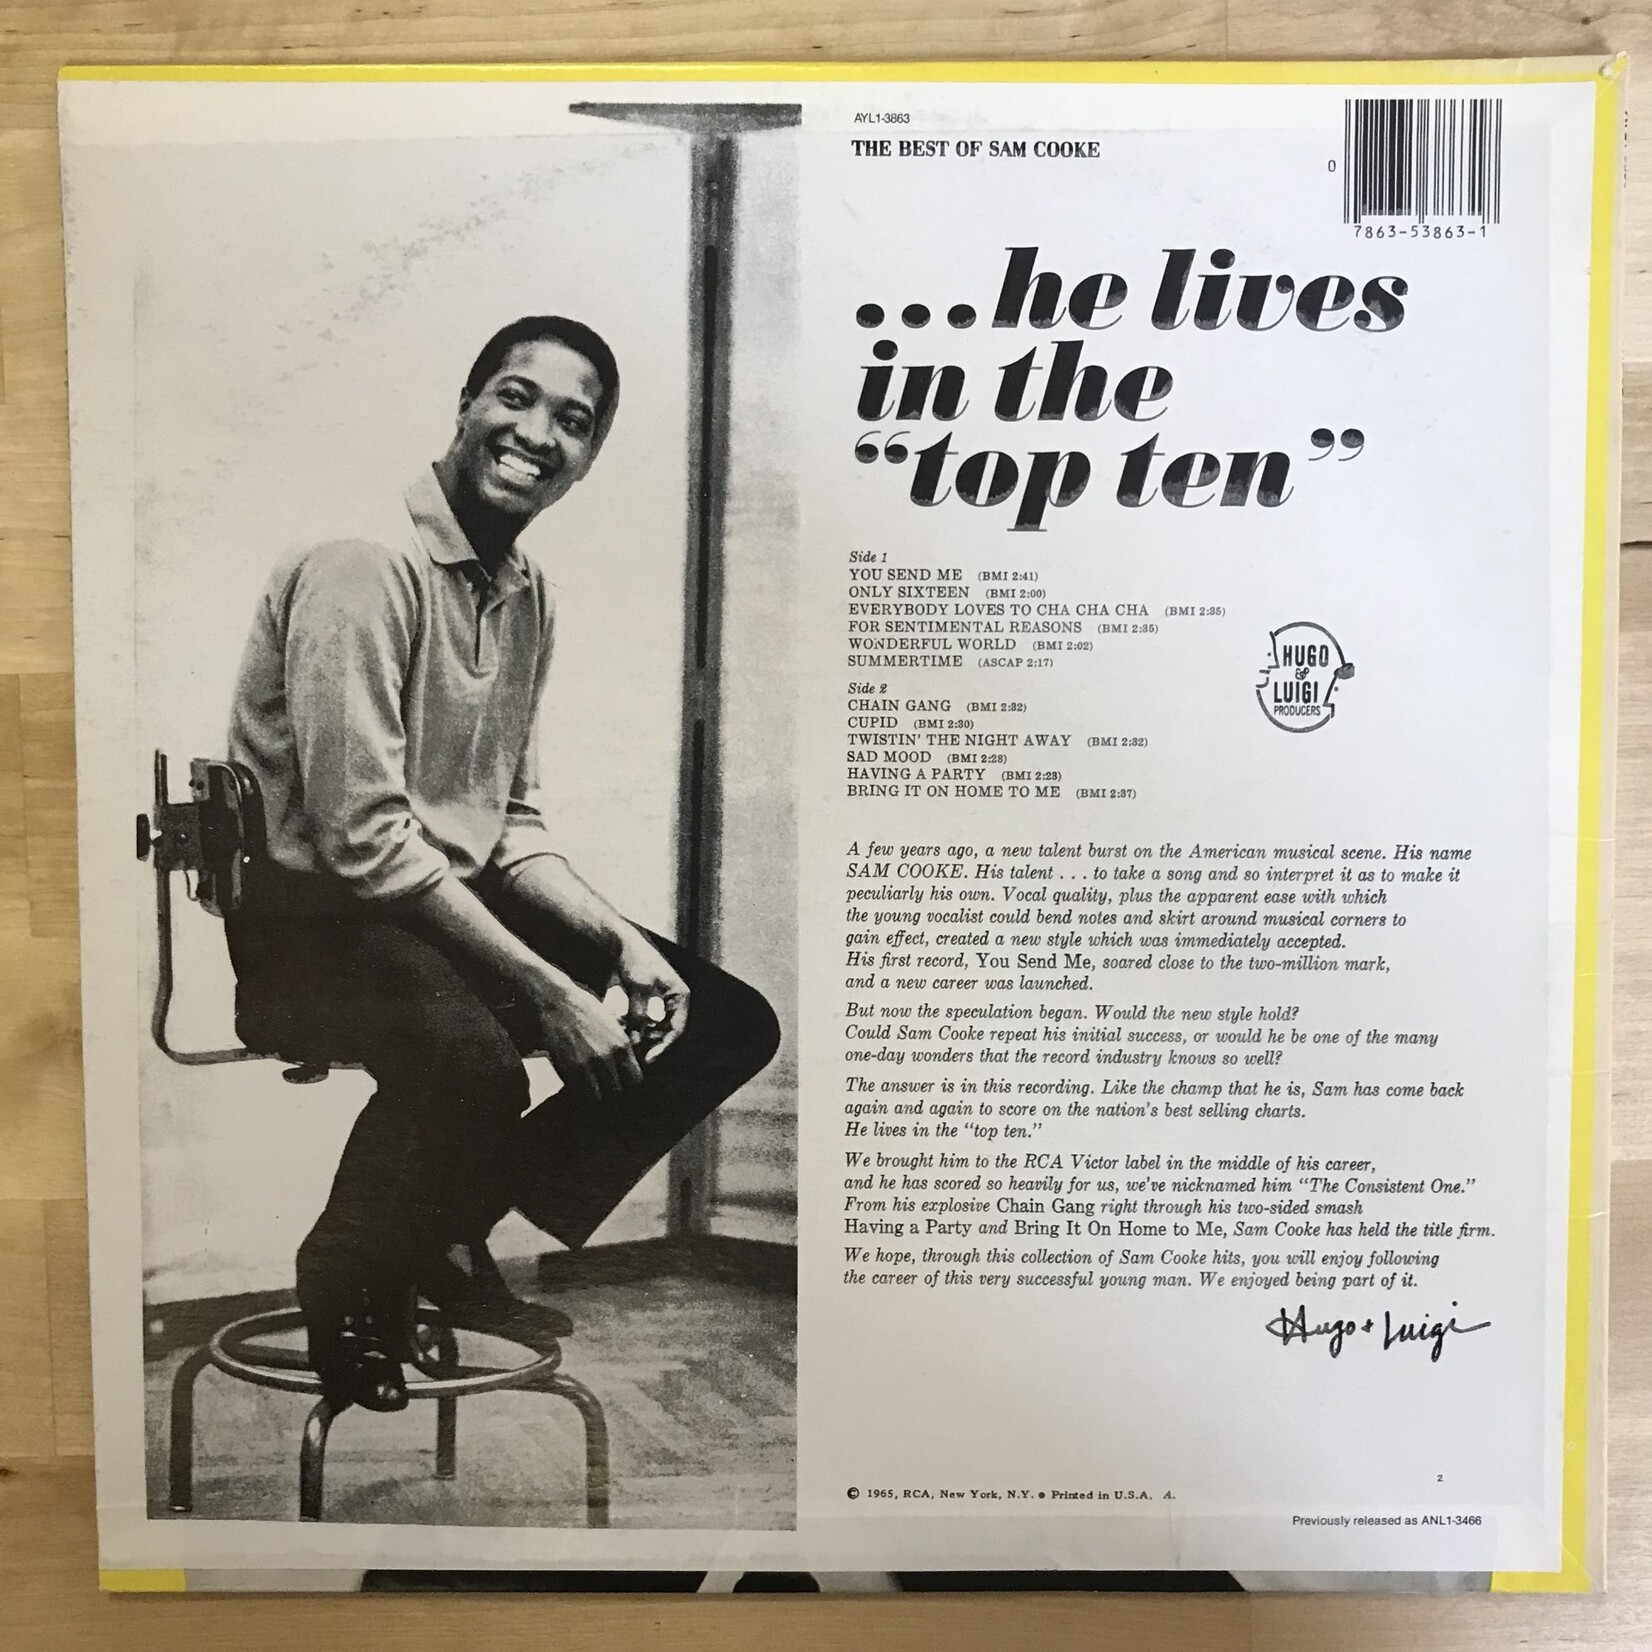 AYL1-3863
THE BEST OF SAM COOKE
0
7863-53863-1
...he lives
in the
“top ten”
Side 1
YOU SEND ME (BMI 2:41)
ONLY SIXTEEN (BMI 2:00)
EVERYBODY LOVES TO CHA CHA CHA (BMI 2:35)
FOR SENTIMENTAL REASONS (BMI 2:35)
WONDERFUL WORLD (BMI 2:02)
SUMMERTIME (ASCAP 2:17)
Side 2
CHAIN GANG (BMI 2:32)
CUPID (BMI 2:30)
TWISTIN' THE NIGHT AWAY (BMI 2:32)
SAD MOOD (BMI 2:28)
HAVING A PARTY (BMI 2:28)
BRING IT ON HOME TO ME (BMI 2:37)
HUGO
&
LUIGI
PRODUCERS
A few years ago, a new talent burst on the American musical scene. His name
SAM COOKE. His talent . . . to take a song and so interpret it as to make it
peculiarly his own. Vocal quality, plus the apparent ease with which
the young vocalist could bend notes and skirt around musical corners to
gain effect, created a new style which was immediately accepted.
His first record, You Send Me, soared close to the two-million mark,
and a new career was launched.
But now the speculation began. Would the new style hold?
Could Sam Cooke repeat his initial success, or would he be one of the many
one-day wonders that the record industry knows so well?
The answer is in this recording. Like the champ that he is, Sam has come back
again and again to score on the nation's best selling charts.
He lives in the “top ten.”
We brought him to the RCA Victor label in the middle of his career,
and he has scored so heavily for us, we've nicknamed him “The Consistent One.”
From his explosive Chain Gang right through his two-sided smash
Having a Party and Bring It On Home to Me, Sam Cooke has held the title firm.
We hope, through this collection of Sam Cooke hits, you will enjoy following
the career of this very successful young man. We enjoyed being part of it.
Hugo + Luigi
2
© 1965, RCA, New York, N.Y. ● Printed in U.S.A. A.
Previously released as ANL1-3466